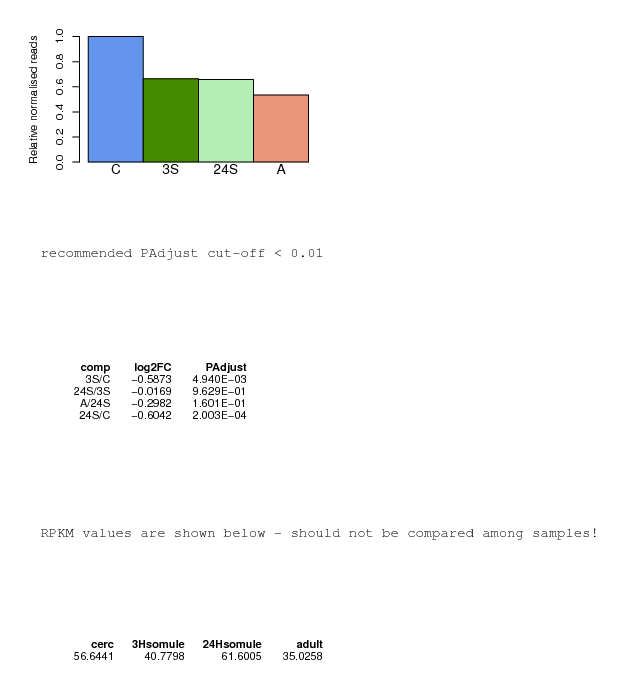 Relative normalised reads
1.0
0.8
0.6
0.4
0.2
0.0
C 3S 24S A
recommended PAdjust cut-off < 0.01
comp log2FC PAdjust
3S/C −0.5873 4.940E−03
24S/3S −0.0169 9.629E−01
A/24S −0.2982 1.601E−01
24S/C −0.6042 2.003E−04
RPKM values are shown below - should not be compared among samples!
cerc 3Hsomule 24Hsomule adult
56.6441 40.7798 61.6005 35.0258